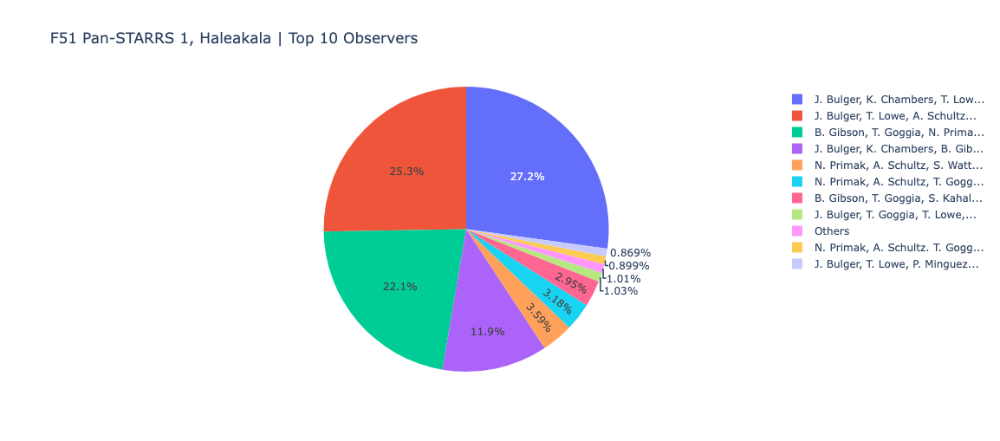 F51 Pan-STARRS 1, Haleakala | Top 10 Observers
27.2%
25.3%
22.1%
11.9%
3.59%
3.18%
2.95%
0.869%
0.899%
1.01%
1.03%
J. Bulger, K. Chambers, T. Low...
J. Bulger, T. Lowe, A. Schultz...
B. Gibson, T. Goggia, N. Prima...
J. Bulger, K. Chambers, B. Gib...
N. Primak, A. Schultz, S. Watt...
N. Primak, A. Schultz, T. Gogg...
B. Gibson, T. Goggia, S. Kahal...
J. Bulger, T. Goggia, T. Lowe,...
Others
N. Primak, A. Schultz. T. Gogg...
J. Bulger, T. Lowe, P. Minguez...